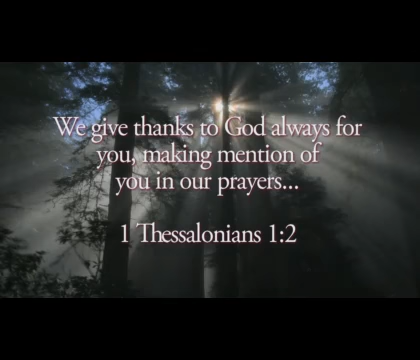 We give thanks to God always for
you, making mention of
you in our prayers...
1 Thessalonians 1:2